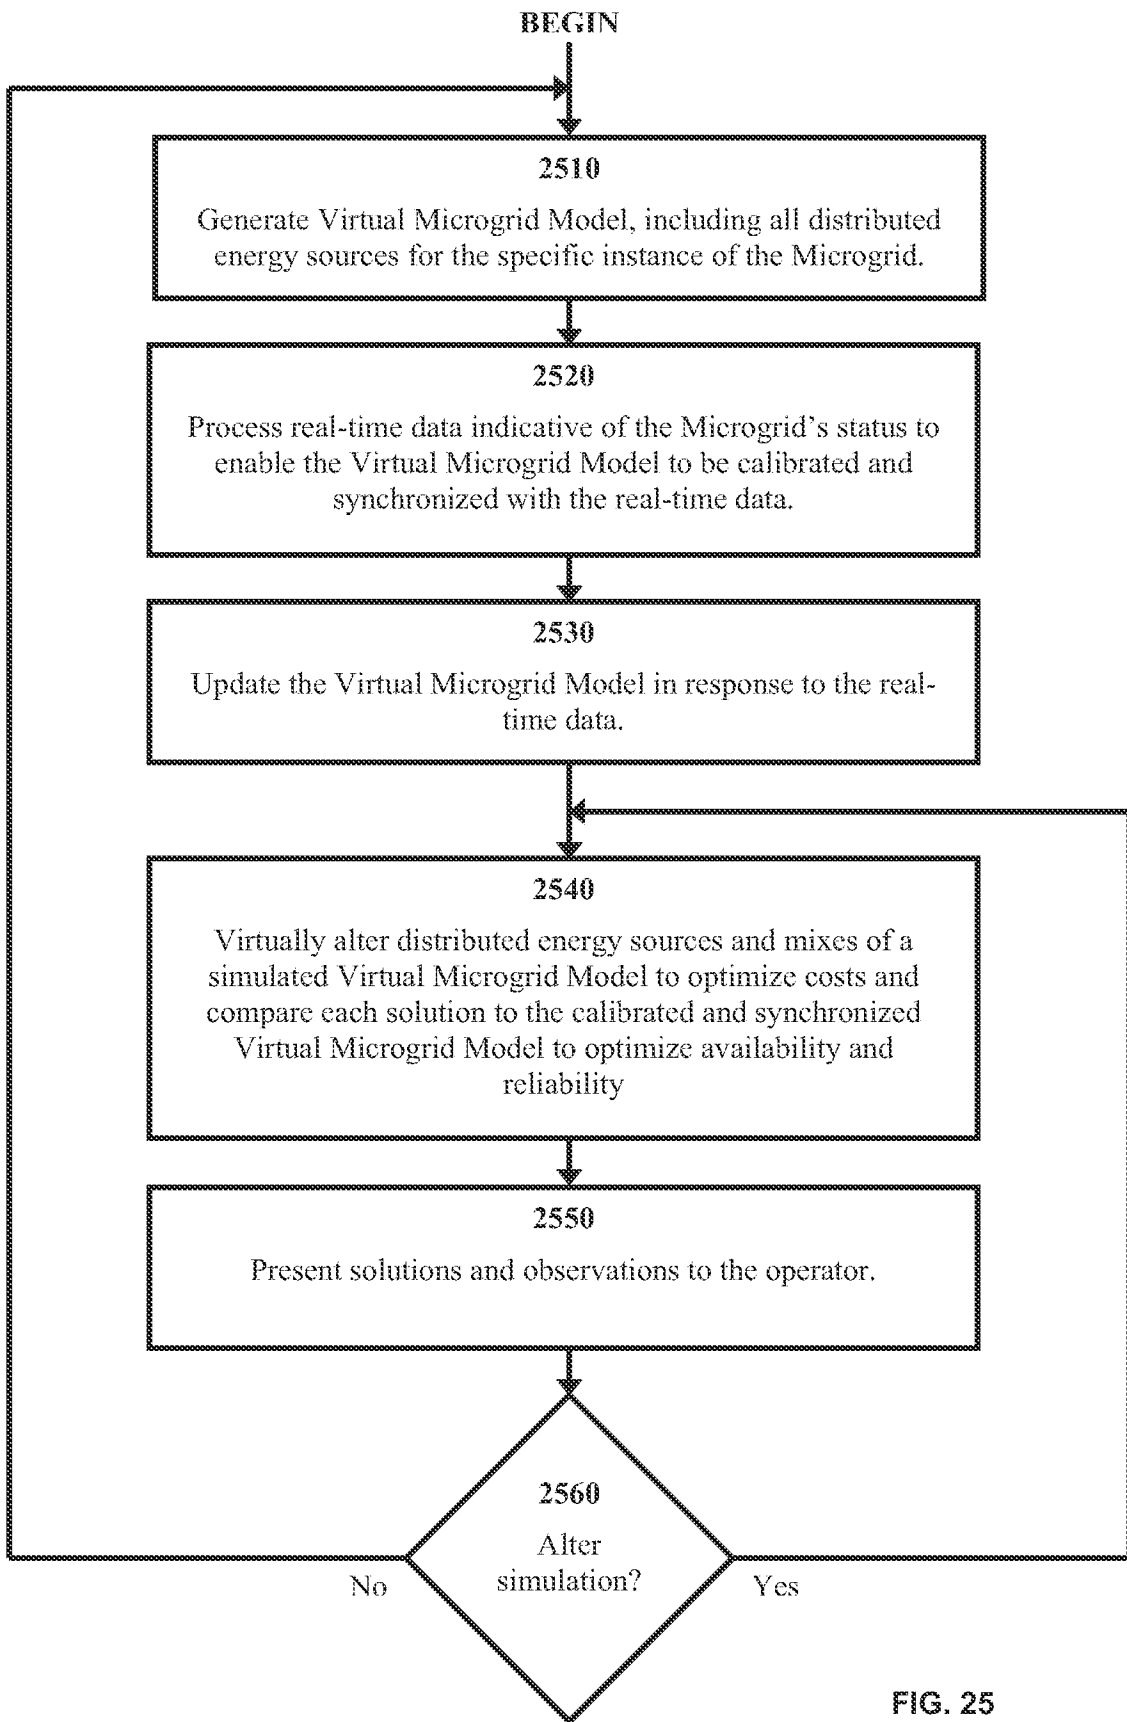 BEGIN
2510
Generate Virtual Microgrid Model, including all distributed
energy sources for the specific instance of the Microgrid.
2520
Process real-time data indicative of the Microgrid's status to
enable the Virtual Microgrid Model to be calibrated and
synchronized with the real-time data.
2530
Update the Virtual Microgrid Model in response to the real-
time data.
2540
Virtually alter distributed energy sources and mixes of a
simulated Virtual Microgrid Model to optimize costs and
compare each solution to the calibrated and synchronized
Virtual Microgrid Model to optimize availability and
reliability
2550
Present solutions and observations to the operator.
2560
Alter
simulation?
No
Yes
FIG. 25